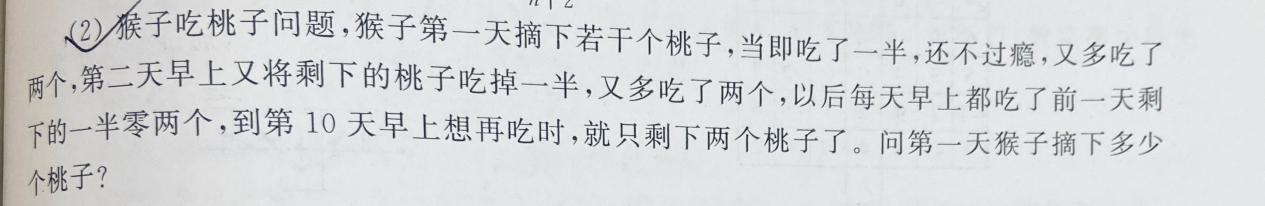 (2) 猴子吃桃子问题,猴子第一天摘下若干个桃子,当即吃了一半,还不过瘾,又多吃了
两个,第二天早上又将剩下的桃子吃掉一半,又多吃了两个,以后每天早上都吃了前一天剩
下的一半零两个,到第 10 天早上想再吃时,就只剩下两个桃子了。问第一天猴子摘下多少
个桃子?